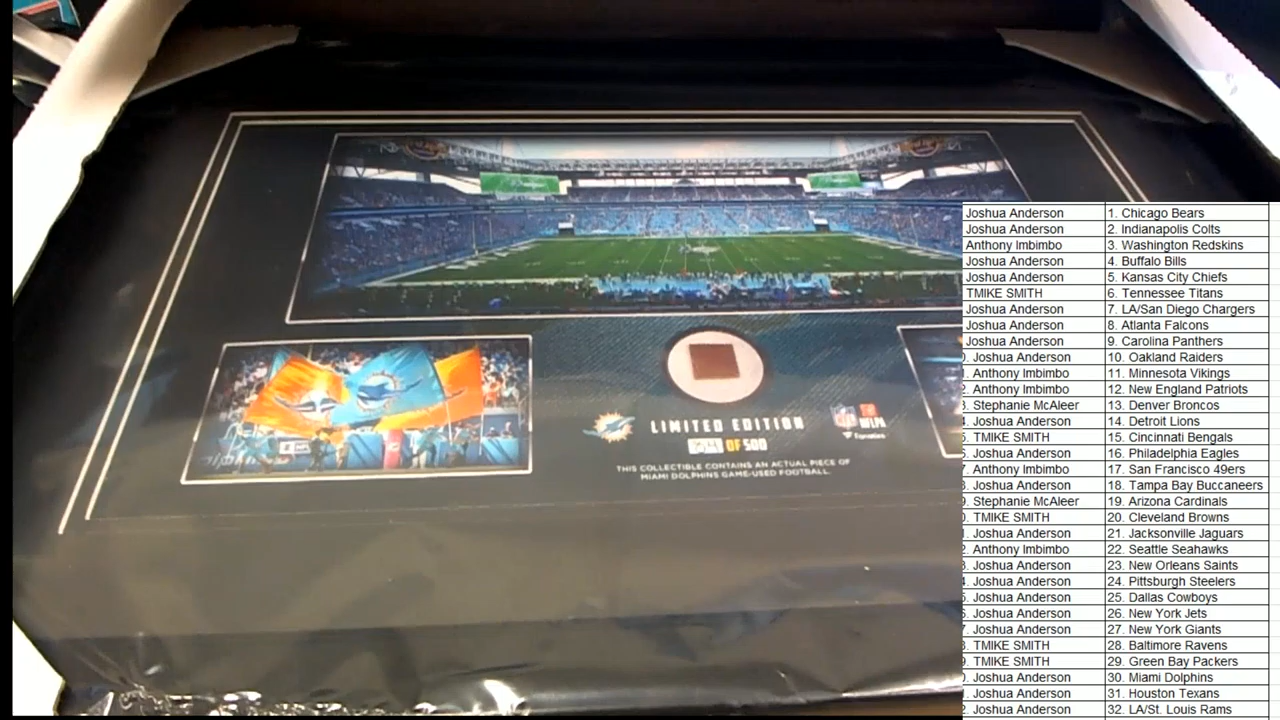 LIMITED EDITION
OF 500
THIS COLLECTIBLE CONTAINS AN ACTUAL PIECE OF
MIAMI DOLPHINS GAME-USED FOOTBALL.
NFL
Fanatics
Joshua Anderson 1. Chicago Bears
Joshua Anderson 2. Indianapolis Colts
Anthony Imbimbo 3. Washington Redskins
Joshua Anderson 4. Buffalo Bills
Joshua Anderson 5. Kansas City Chiefs
TMIKE SMITH 6. Tennessee Titans
Joshua Anderson 7. LA/San Diego Chargers
Joshua Anderson 8. Atlanta Falcons
Joshua Anderson 9. Carolina Panthers
Joshua Anderson 10. Oakland Raiders
Anthony Imbimbo 11. Minnesota Vikings
Anthony Imbimbo 12. New England Patriots
Stephanie McAleer 13. Denver Broncos
Joshua Anderson 14. Detroit Lions
TMIKE SMITH 15. Cincinnati Bengals
Joshua Anderson 16. Philadelphia Eagles
Anthony Imbimbo 17. San Francisco 49ers
Joshua Anderson 18. Tampa Bay Buccaneers
Stephanie McAleer 19. Arizona Cardinals
TMIKE SMITH 20. Cleveland Browns
Joshua Anderson 21. Jacksonville Jaguars
Anthony Imbimbo 22. Seattle Seahawks
Joshua Anderson 23. New Orleans Saints
Joshua Anderson 24. Pittsburgh Steelers
Joshua Anderson 25. Dallas Cowboys
Joshua Anderson 26. New York Jets
Joshua Anderson 27. New York Giants
TMIKE SMITH 28. Baltimore Ravens
TMIKE SMITH 29. Green Bay Packers
Joshua Anderson 30. Miami Dolphins
Joshua Anderson 31. Houston Texans
Joshua Anderson 32. LA/St. Louis Rams